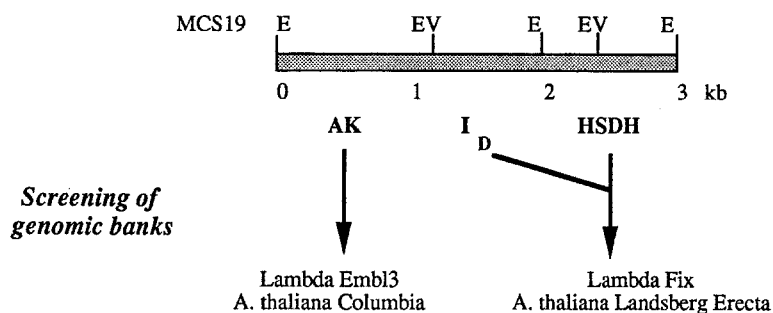 MCS19 E EV E EV E
0 1 2 3 kb
AK I D HSDH
Screening of
genomic banks
Lambda Embl3 Lambda Fix
A. thaliana Columbia A. thaliana Landsberg Erecta